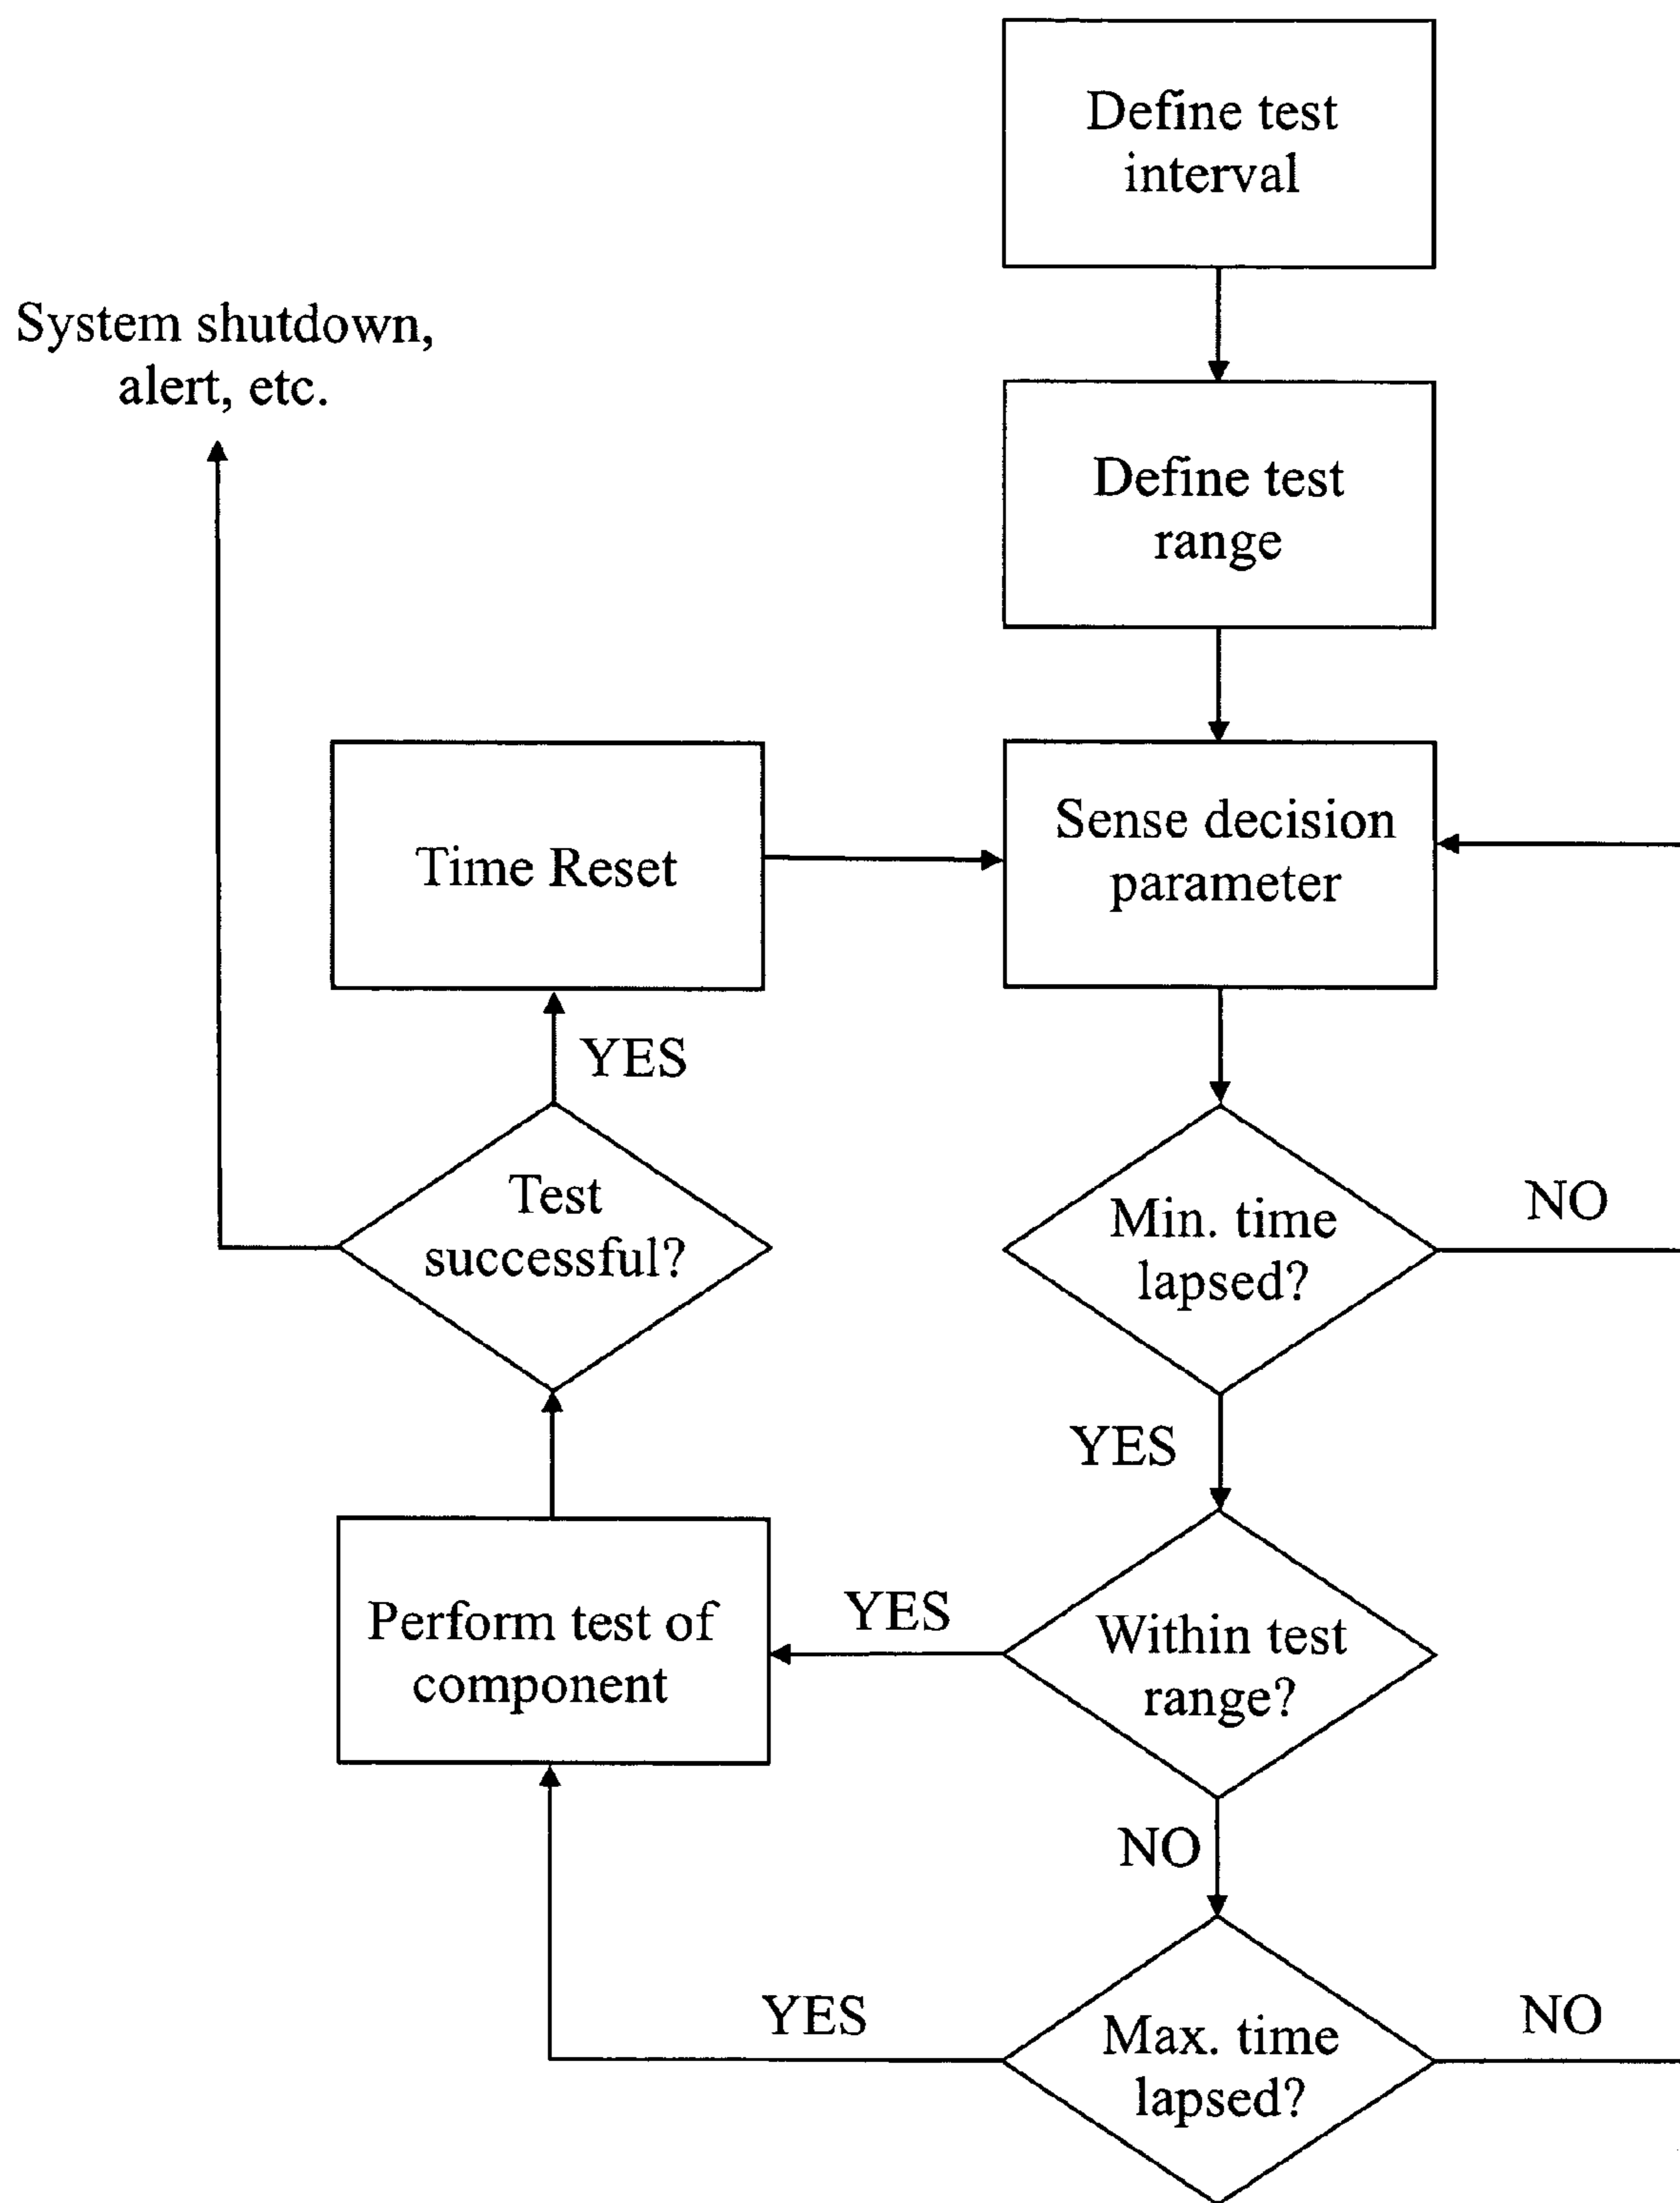 Define test
interval
System shutdown,
alert, etc.
Define test
range
Time Reset
Sense decision
parameter
YES
Test
successful?
Min. time
lapsed?
NO
YES
Perform test of
component
YES
Within test
range?
NO
YES
Max. time
lapsed?
NO